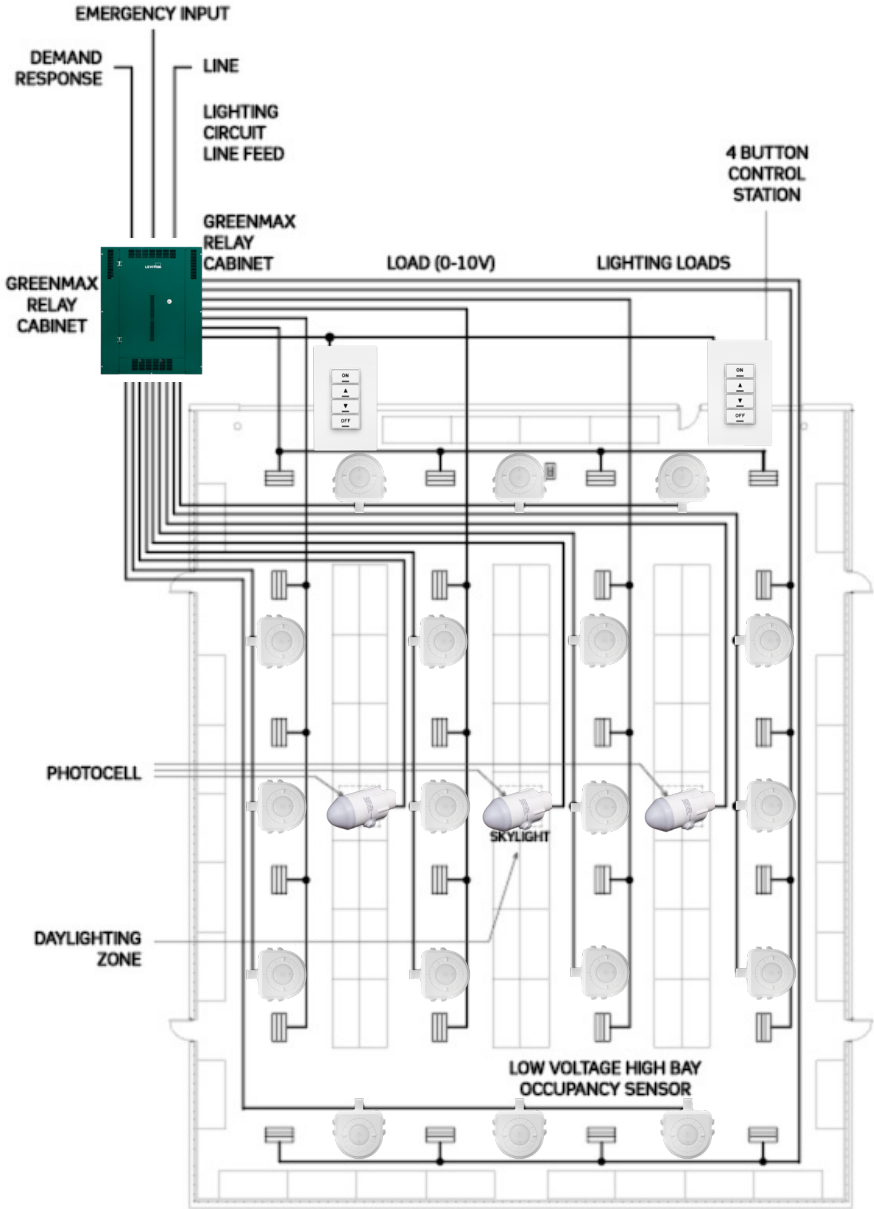 EMERGENCY INPUT
DEMAND
RESPONSE
LINE
LIGHTING
CIRCUIT
LINE FEED
4 BUTTON
CONTROL
STATION
GREENMAX
RELAY
CABINET
LOAD (0-10V)
LIGHTING LOADS
GREENMAX
RELAY
CABINET
ON
OFF
ON
OFF
PHOTOCELL
SKYLIGHT
DAYLIGHTING
ZONE
LOW VOLTAGE HIGH BAY
OCCUPANCY SENSOR